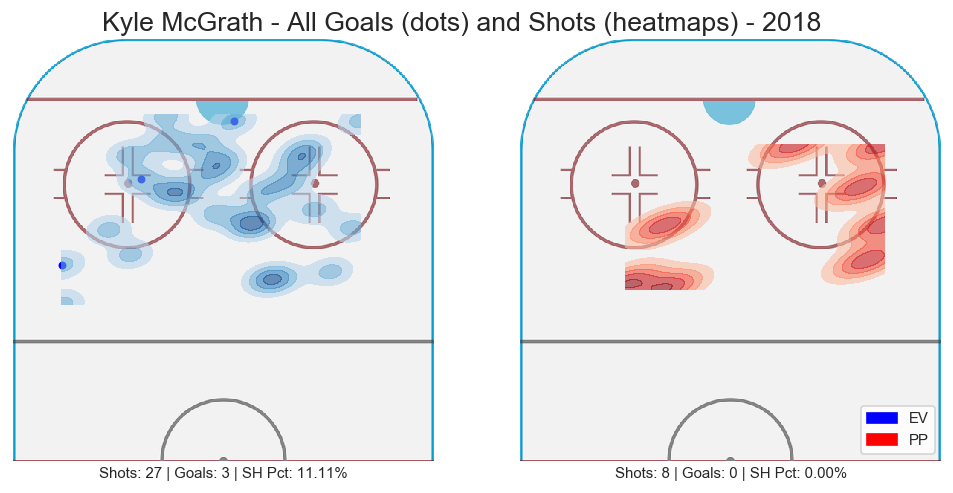 Kyle McGrath - All Goals (dots) and Shots (heatmaps) - 2018
EV
PP
Shots: 27 | Goals: 3 | SH Pct: 11.11%
Shots: 8 | Goals: 0 | SH Pct: 0.00%